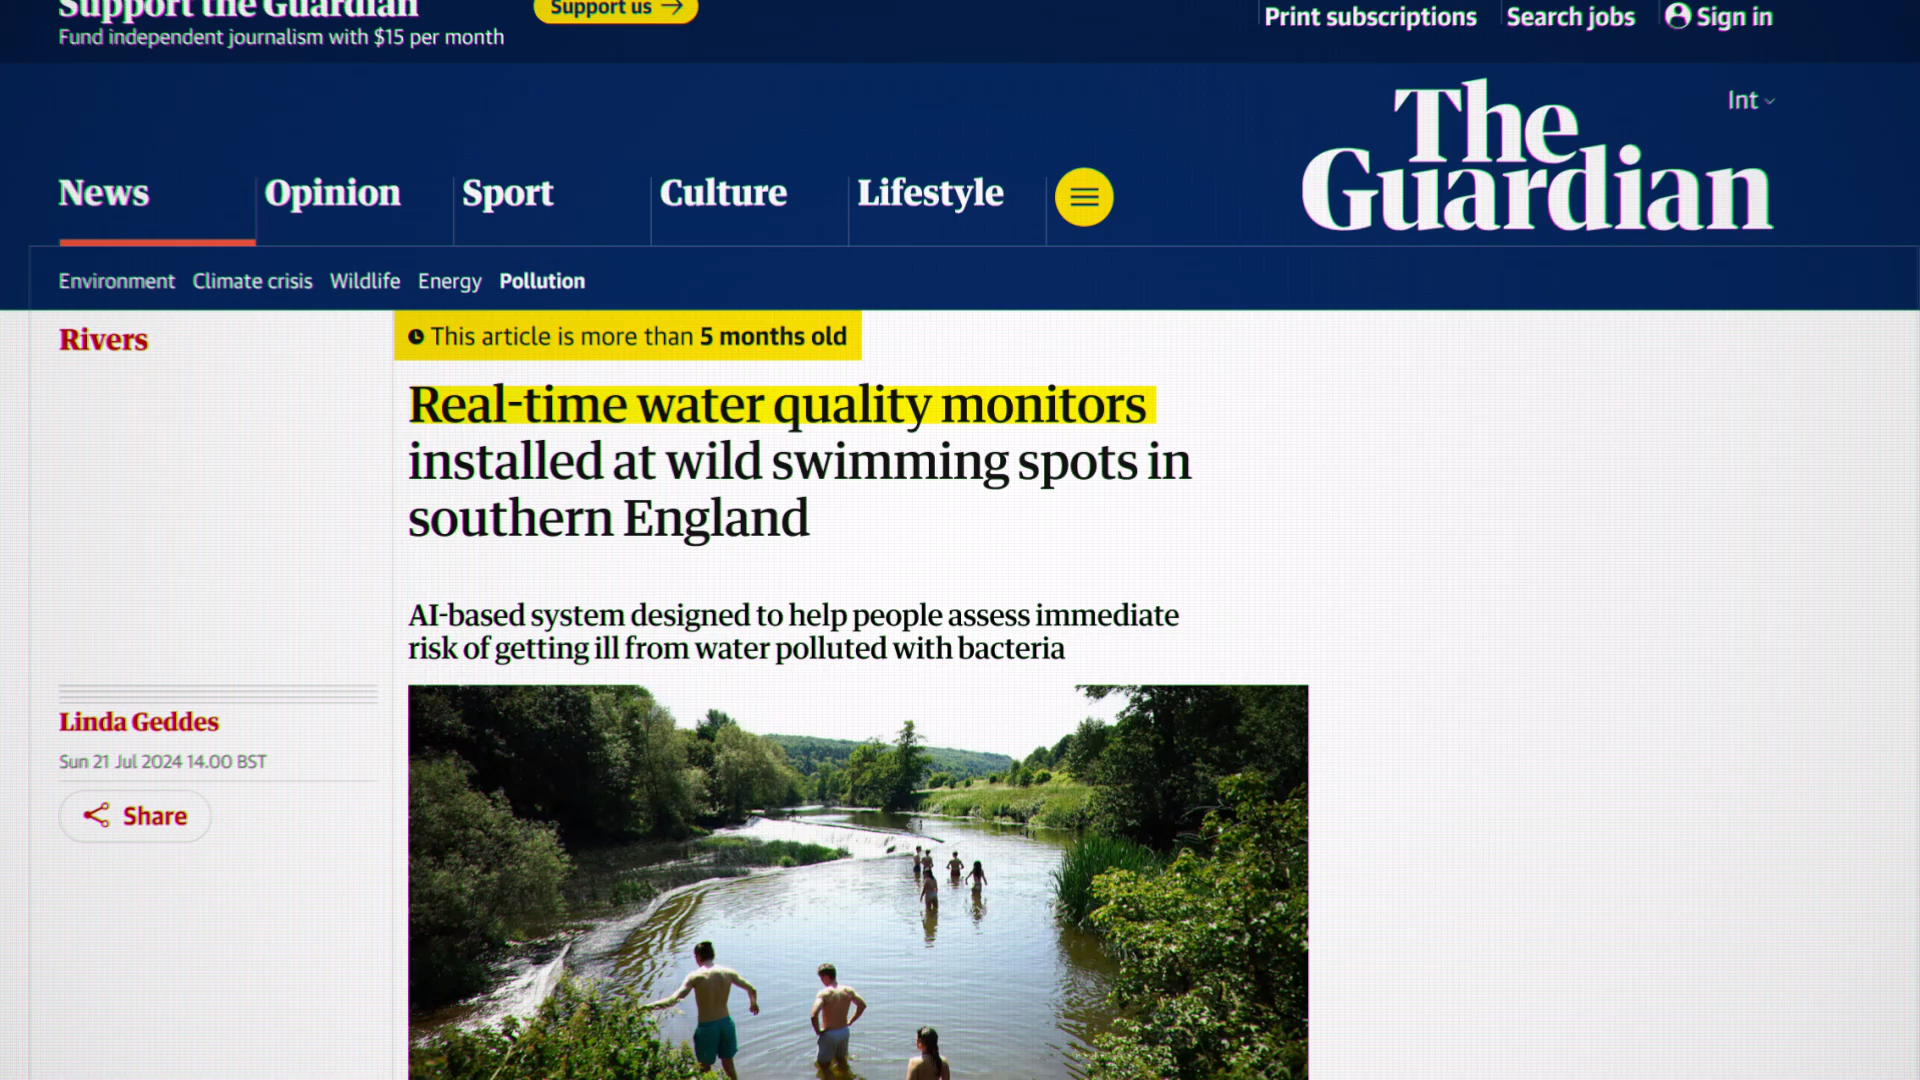 Support the Guardian
Fund independent journalism with $15 per month
Support us
Print subscriptions
Search jobs
Sign in
The
Guardian
Int
News
Opinion
Sport
Culture
Lifestyle
Environment
Climate crisis
Wildlife
Energy
Pollution
Rivers
This article is more than 5 months old
Real-time water quality monitors
installed at wild swimming spots in
southern England
AI-based system designed to help people assess immediate
risk of getting ill from water polluted with bacteria
Linda Geddes
Sun 21 Jul 2024 14.00 BST
Share